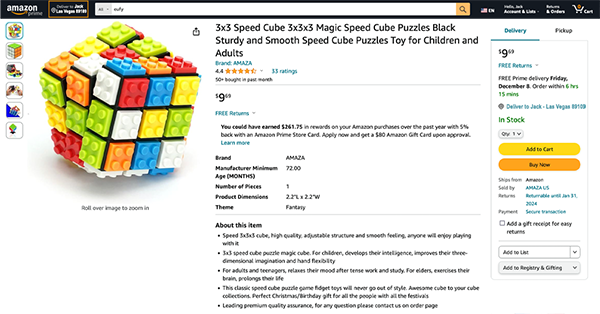 amazon
prime
Delivering to Jack
Las Vegas 89109
All
oufy
EN
Hello, Jack
Account & Lists
Returns
& Orders
Cart
3x3 Speed Cube 3x3x3 Magic Speed Cube Puzzles Black
Sturdy and Smooth Speed Cube Puzzles Toy for Children and
Adults
Brand: AMAZA
4.4
33 ratings
50+ bought in past month
$969
FREE Returns
You could have earned $261.75 in rewards on your Amazon purchases over the past year with 5%
back with an Amazon Prime Store Card. Apply now and get a $80 Amazon Gift Card upon approval.
Learn more
Brand AMAZA
Manufacturer Minimum 72.00
Age (MONTHS)
Number of Pieces 1
Product Dimensions 2.2"L x 2.2"W
Theme Fantasy
About this item
• Speed 3x3x3 cube, high quality, adjustable structure and smooth feeling, anyone will enjoy playing
with it
• 3x3 speed cube puzzle magic cube. For children, develops their intelligence, improves their three-
dimensional imagination and hand flexibility
• For adults and teenagers, relaxes their mood after tense work and study. For elders, exercises their
brain, prolongs their life
• This classic speed cube puzzle game fidget toys will never go out of style. Awesome cube to your cube
collections. Perfect Christmas/Birthday gift for all the people with all the festivals
• Leading premium quality assurance, for any question please contact us on order page
Roll over image to zoom in
Delivery
Pickup
$969
FREE Returns
FREE Prime delivery Friday,
December 8. Order within 6 hrs
15 mins
Deliver to Jack - Las Vegas 89109
In Stock
Qty: 1
Add to Cart
Buy Now
Ships from Amazon
Sold by AMAZA US
Returns Returnable until Jan 31,
2024
Payment Secure transaction
Add a gift receipt for easy
returns
Add to List
Add to Registry & Gifting